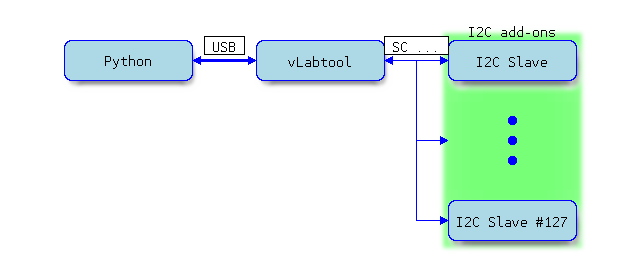 I2C add-ons
USB
SC ...
Python
vLabtool
I2C Slave
I2C Slave #127